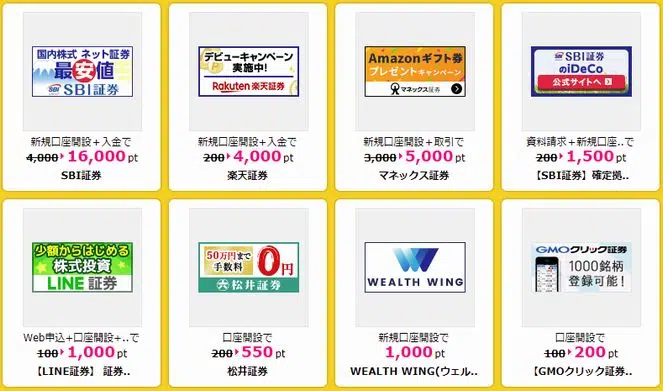 国内株式 ネット証券
最安値
SBI SBI証券
新規口座開設+入金で
4,000 16,000 pt
SBI証券
デビューキャンペーン
実施中!
Rakuten 楽天証券
新規口座開設+入金で
200 4,000 pt
楽天証券
Amazonギフト券
プレゼントキャンペーン
マネックス証券
新規口座開設+取引で
3,000 5,000 pt
マネックス証券
SBI証券
のiDeCo
公式サイトへ
資料請求+新規口座..で
200 1,500 pt
【SBI証券】確定拠..
少額からはじめる
株式投資
LINE 証券
Web申込+口座開設+..で
100 1,000 pt
【LINE証券】 証券..
50万円まで
手数料 0円
松井証券
口座開設で
200 550 pt
松井証券
WEALTH WING
新規口座開設で
1,000 pt
WEALTH WING(ウェル..
GMOクリック証券
1000銘柄
登録可能!
口座開設で
100 200 pt
【GMOクリック証券..